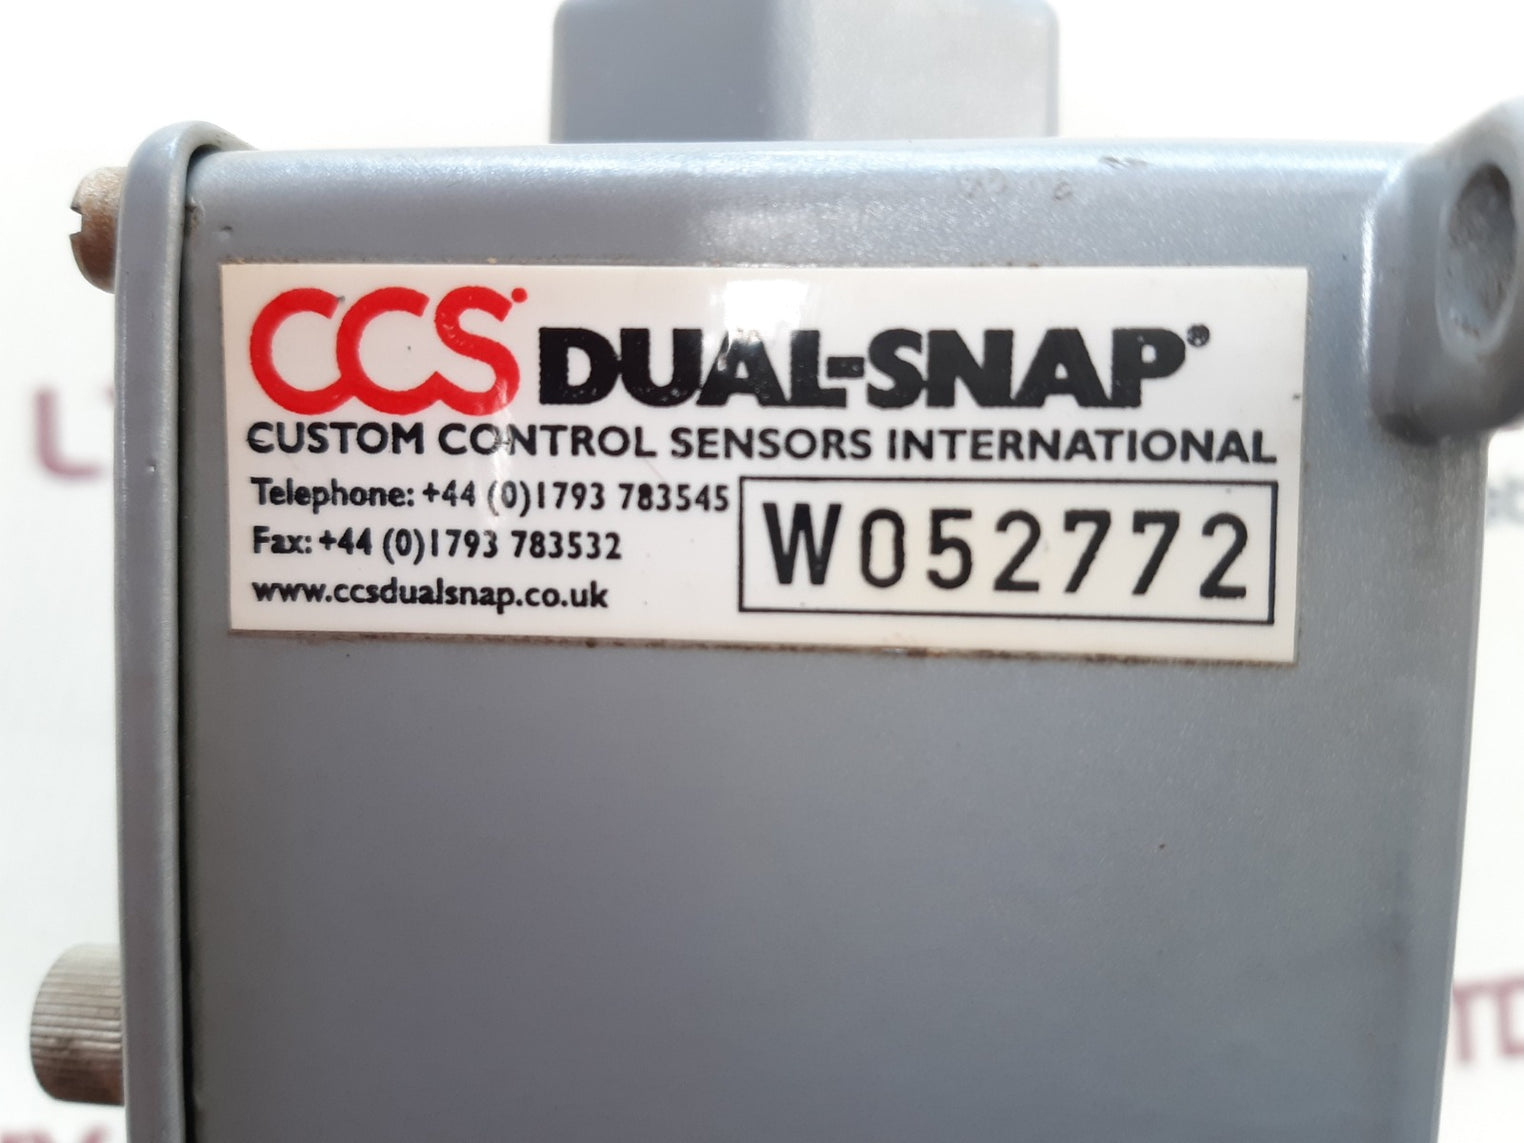 CCS DUAL-SNAP®
CUSTOM CONTROL SENSORS INTERNATIONAL
Telephone: +44 (0)1793 783545
Fax: +44 (0)1793 783532
www.ccsdualsnap.co.uk
W052772